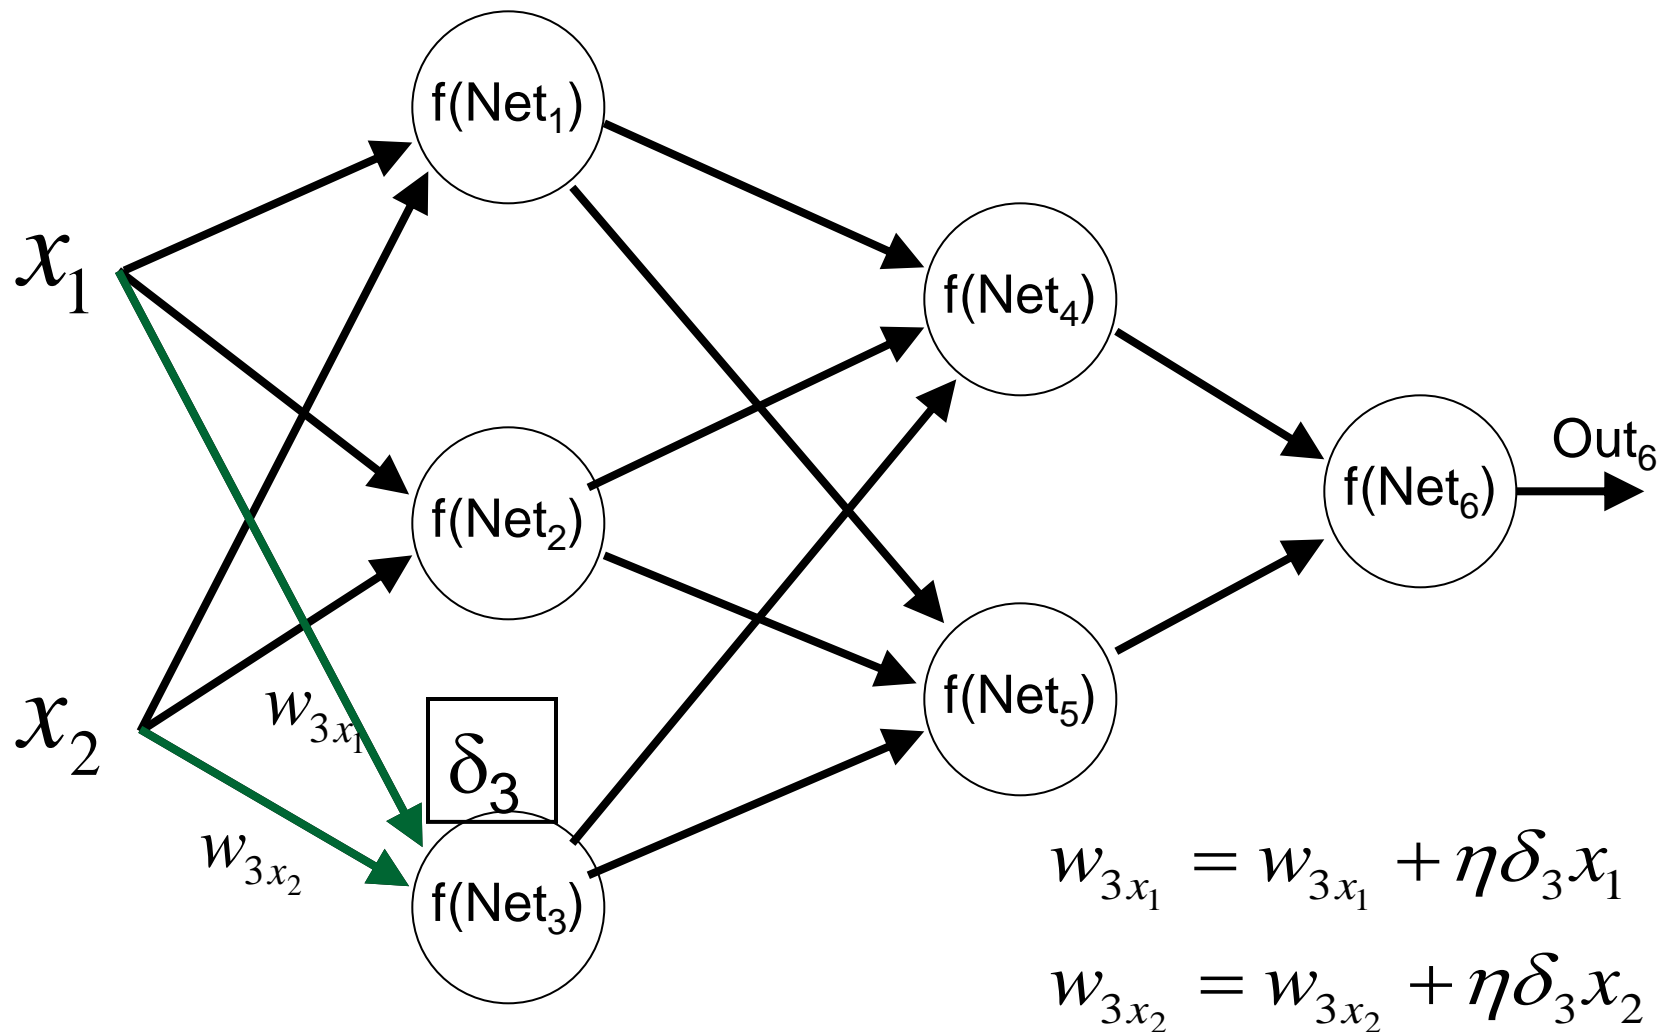 f(Net₁)
x₁
f(Net₄)
Out₆
f(Net₂)
f(Net₆)
x₂
w₃ₓ₁
δ₃
f(Net₅)
w₃ₓ₂
f(Net₃)
w₃ₓ₁ = w₃ₓ₁ + ηδ₃x₁
w₃ₓ₂ = w₃ₓ₂ + ηδ₃x₂